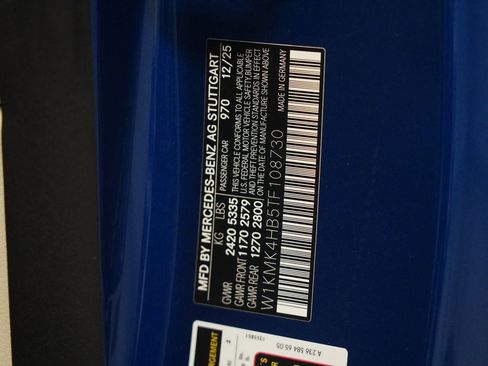 MFD BY MERCEDES-BENZ AG STUTTGART
PASSENGER CAR 970 12/25
KG LBS
GVWR 2420 5335
GAWR FRONT 1170 2579
GAWR REAR 1270 2800
THIS VEHICLE CONFORMS TO ALL APPLICABLE
U.S. FEDERAL MOTOR VEHICLE SAFETY, BUMPER
AND THEFT PREVENTION STANDARDS IN EFFECT
ON THE DATE OF MANUFACTURE SHOWN ABOVE
W1KMK4HB5TF108730
MADE IN GERMANY
A 236 584 65 05